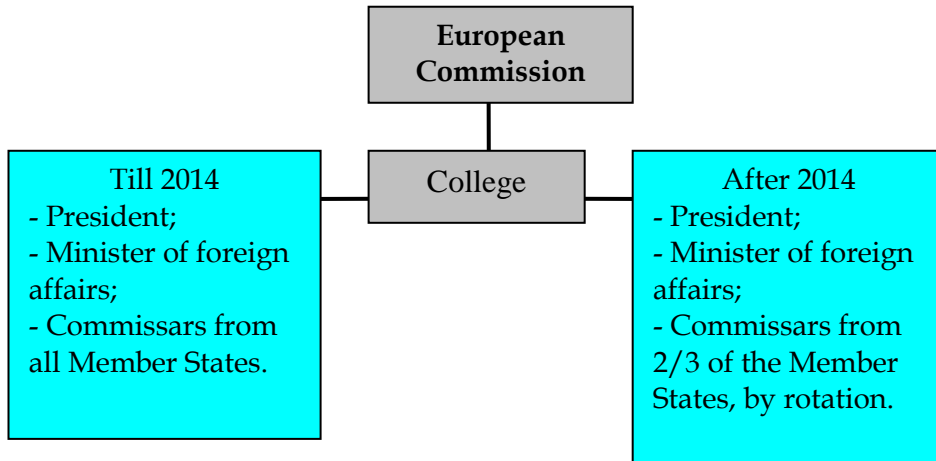 European
Commission
College
Till 2014
- President;
- Minister of foreign
affairs;
- Commissars from
all Member States.
After 2014
- President;
- Minister of foreign
affairs;
- Commissars from
2/3 of the Member
States, by rotation.